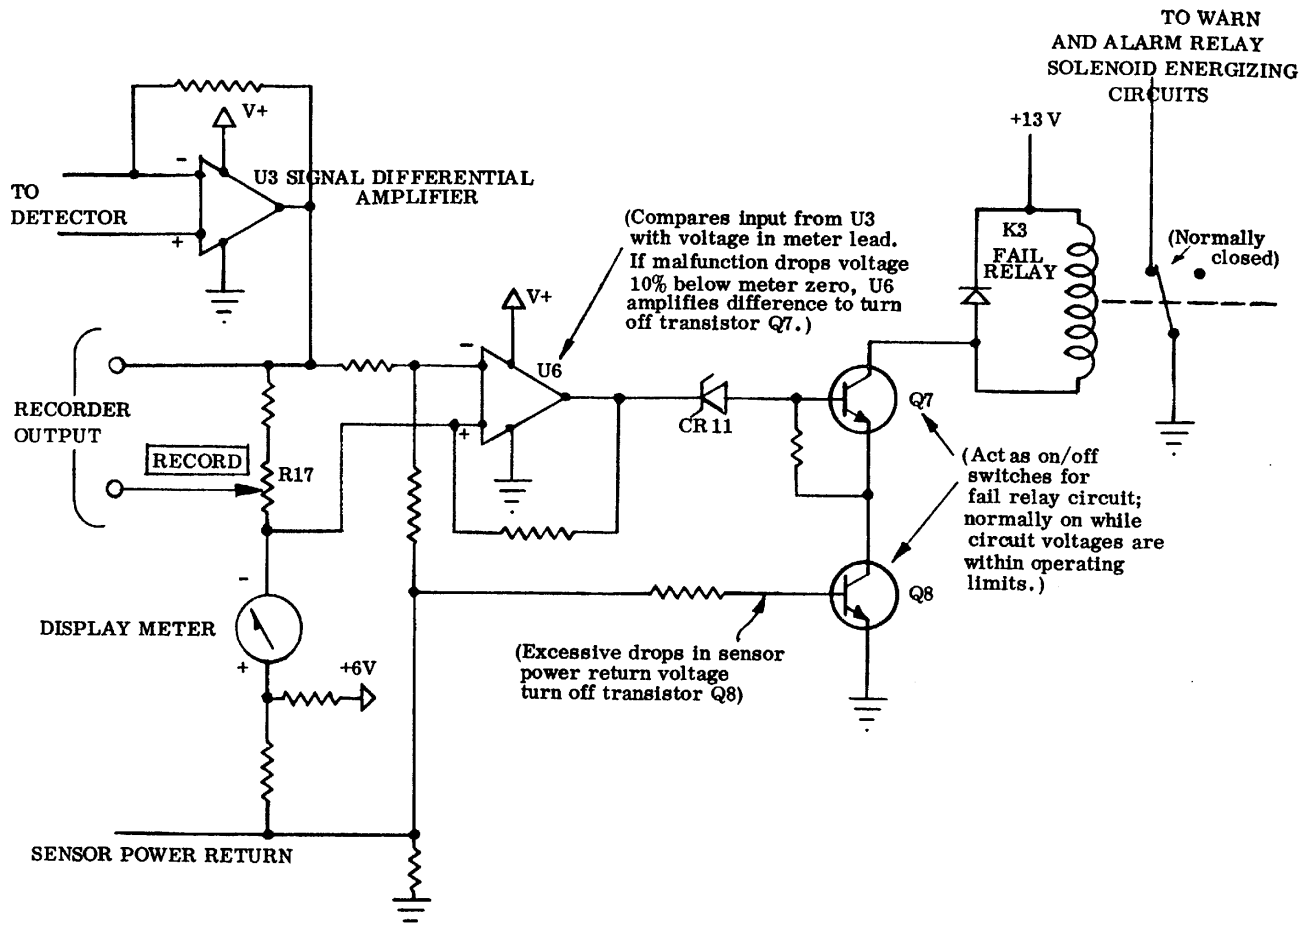 TO WARN
AND ALARM RELAY
SOLENOID ENERGIZING
CIRCUITS
+13 V
V+
-
U3 SIGNAL DIFFERENTIAL
AMPLIFIER
TO
DETECTOR
+
(Compares input from U3
with voltage in meter lead.
If malfunction drops voltage
10% below meter zero, U6
amplifies difference to turn
off transistor Q7.)
K3
FAIL
RELAY
(Normally
closed)
V+
-
U6
+
RECORDER
OUTPUT
RECORD
R17
CR 11
Q7
(Act as on/off
switches for
fail relay circuit;
normally on while
circuit voltages are
within operating
limits.)
Q8
-
DISPLAY METER
+
+6V
(Excessive drops in sensor
power return voltage
turn off transistor Q8)
SENSOR POWER RETURN